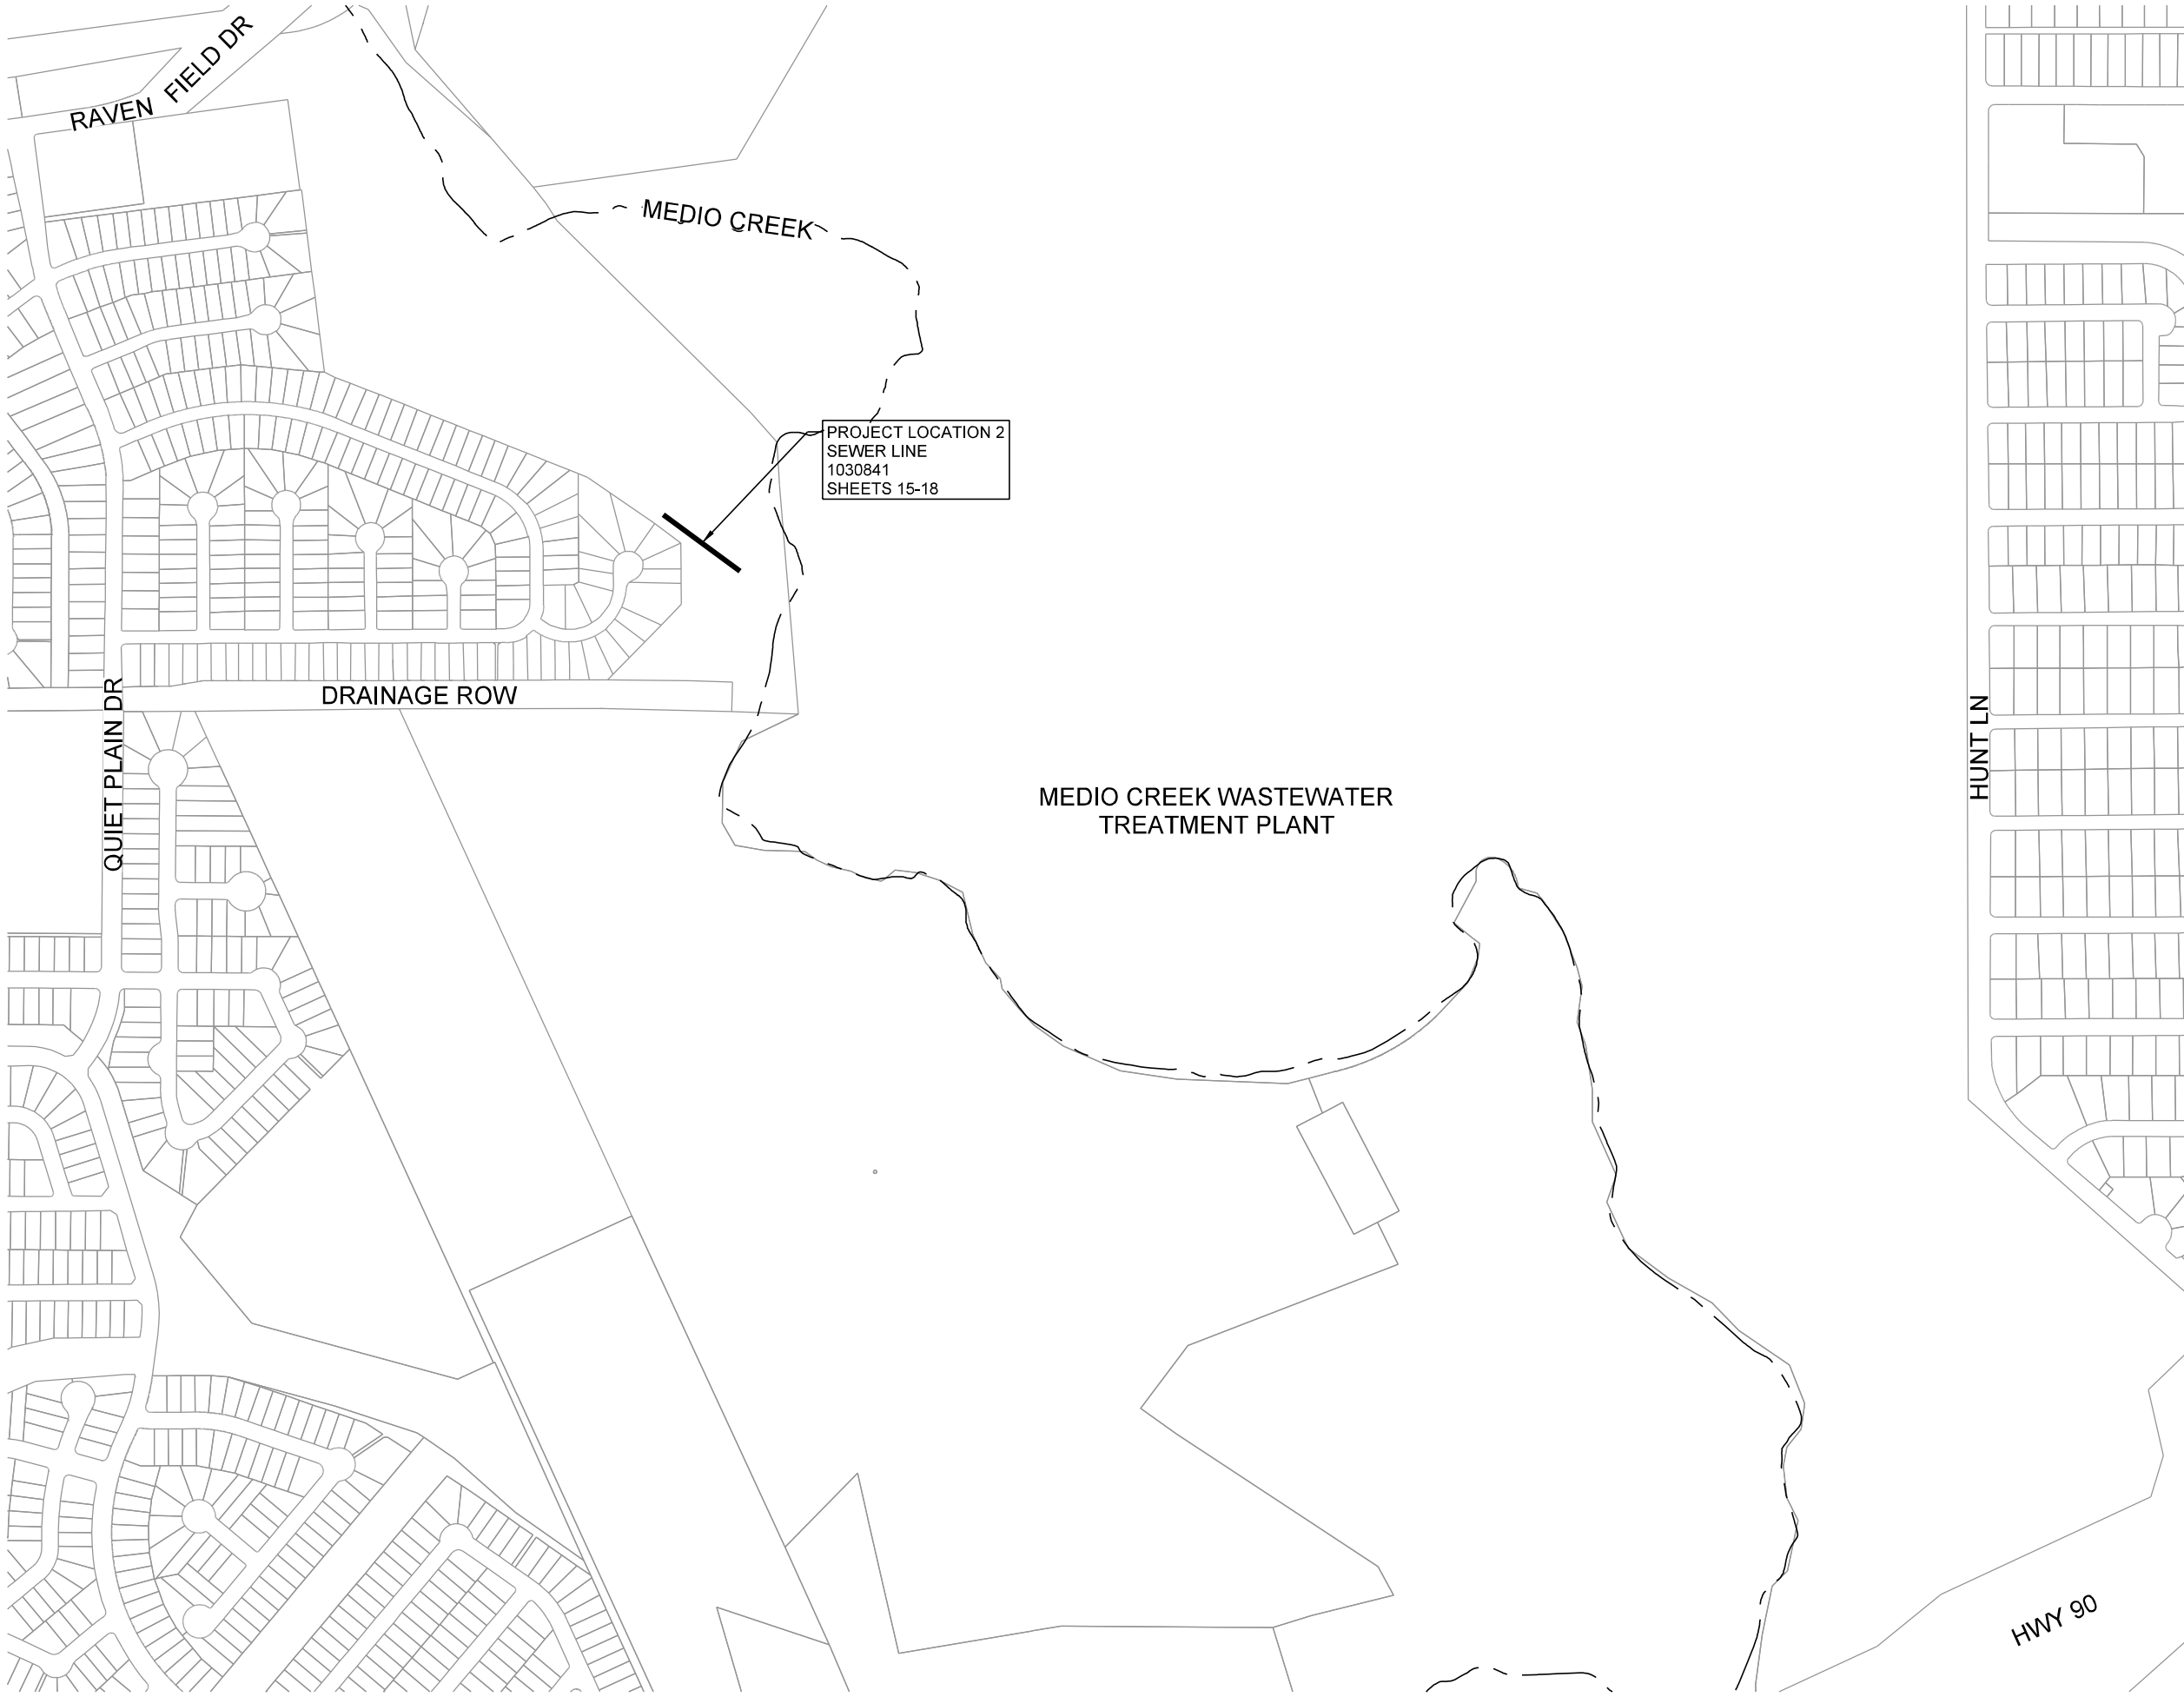 RAVEN FIELD DR
MEDIO CREEK
PROJECT LOCATION 2
SEWER LINE
1030841
SHEETS 15-18
DRAINAGE ROW
QUIET PLAIN DR
HUNT LN
MEDIO CREEK WASTEWATER
TREATMENT PLANT
HWY 90